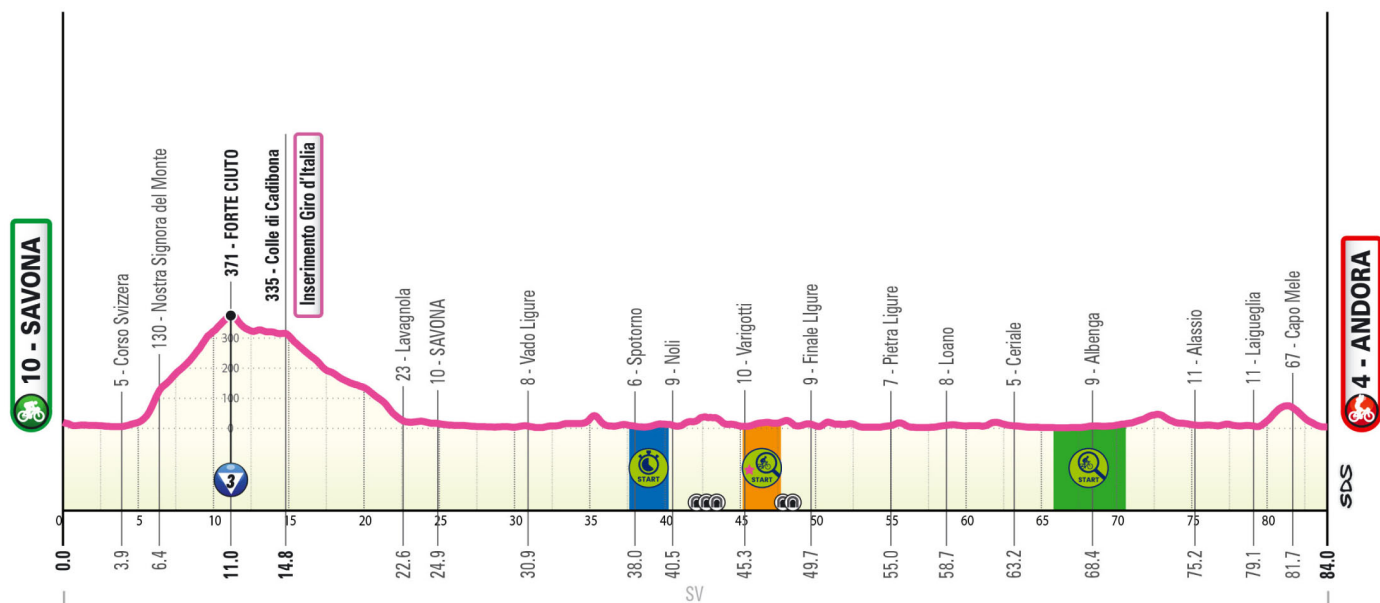 10 - SAVONA
5 - Corso Svizzera
130 - Nostra Signora del Monte
371 - FORTE CIUTO
335 - Colle di Cadibona
Inserimento Giro d'Italia
23 - Lavagnola
10 - SAVONA
8 - Vado Ligure
6 - Spotorno
9 - Noli
10 - Varigotti
9 - Finale LIgure
7 - Pietra Ligure
8 - Loano
5 - Ceriale
9 - Albenga
11 - Alassio
11 - Laigueglia
67 - Capo Mele
4 - ANDORA
300
200
100
0
3
START
START
START
SDS
0 5 10 15 20 25 30 35 40 45 50 55 60 65 70 75 80
0.0 3.9 6.4 11.0 14.8 22.6 24.9 30.9 38.0 40.5 45.3 49.7 55.0 58.7 63.2 68.4 75.2 79.1 81.7 84.0
SV